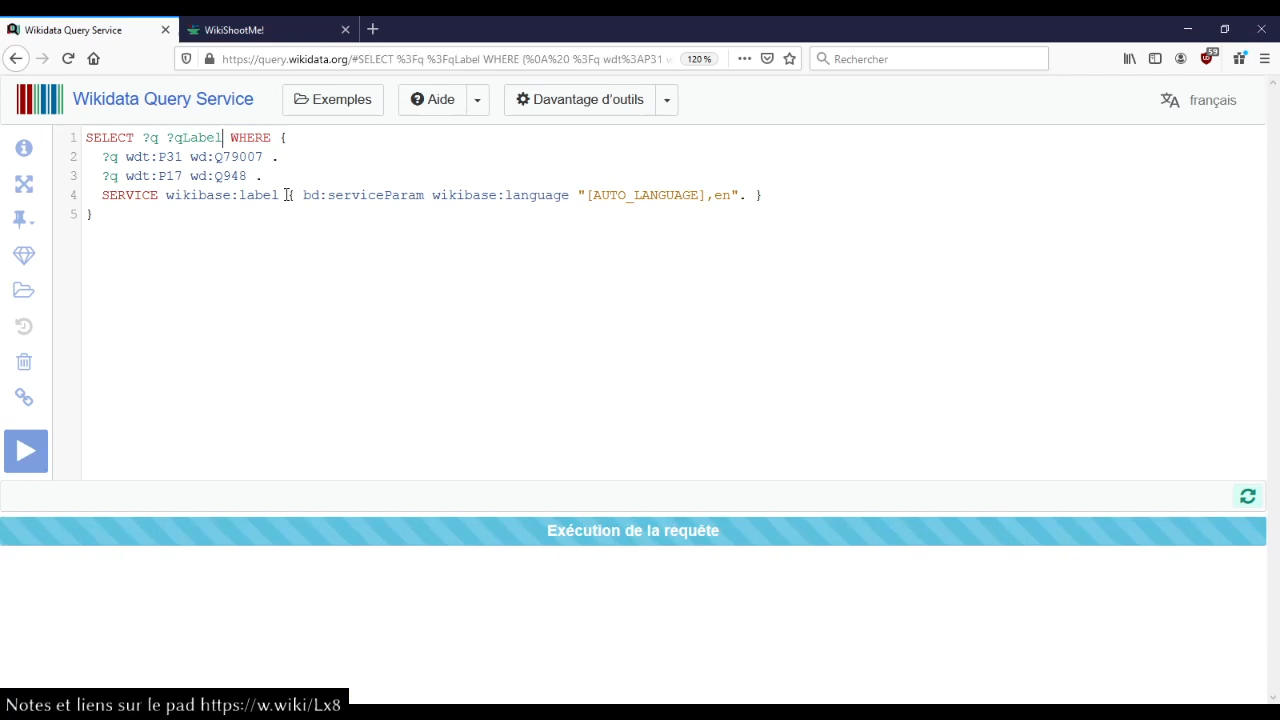 Wikidata Query Service
WikiShootMe!
https://query.wikidata.org/#SELECT %3Fq %3FqLabel WHERE {%0A%20 %3Fq wdt%3AP31 w
120 %
Rechercher
59
Wikidata Query Service
Exemples
Aide
Davantage d'outils
français
1 SELECT ?q ?qLabel WHERE {
2 ?q wdt:P31 wd:Q79007 .
3 ?q wdt:P17 wd:Q948 .
4 SERVICE wikibase:label { bd:serviceParam wikibase:language "[AUTO_LANGUAGE],en". }
5 }
Exécution de la requête
Notes et liens sur le pad https://w.wiki/Lx8